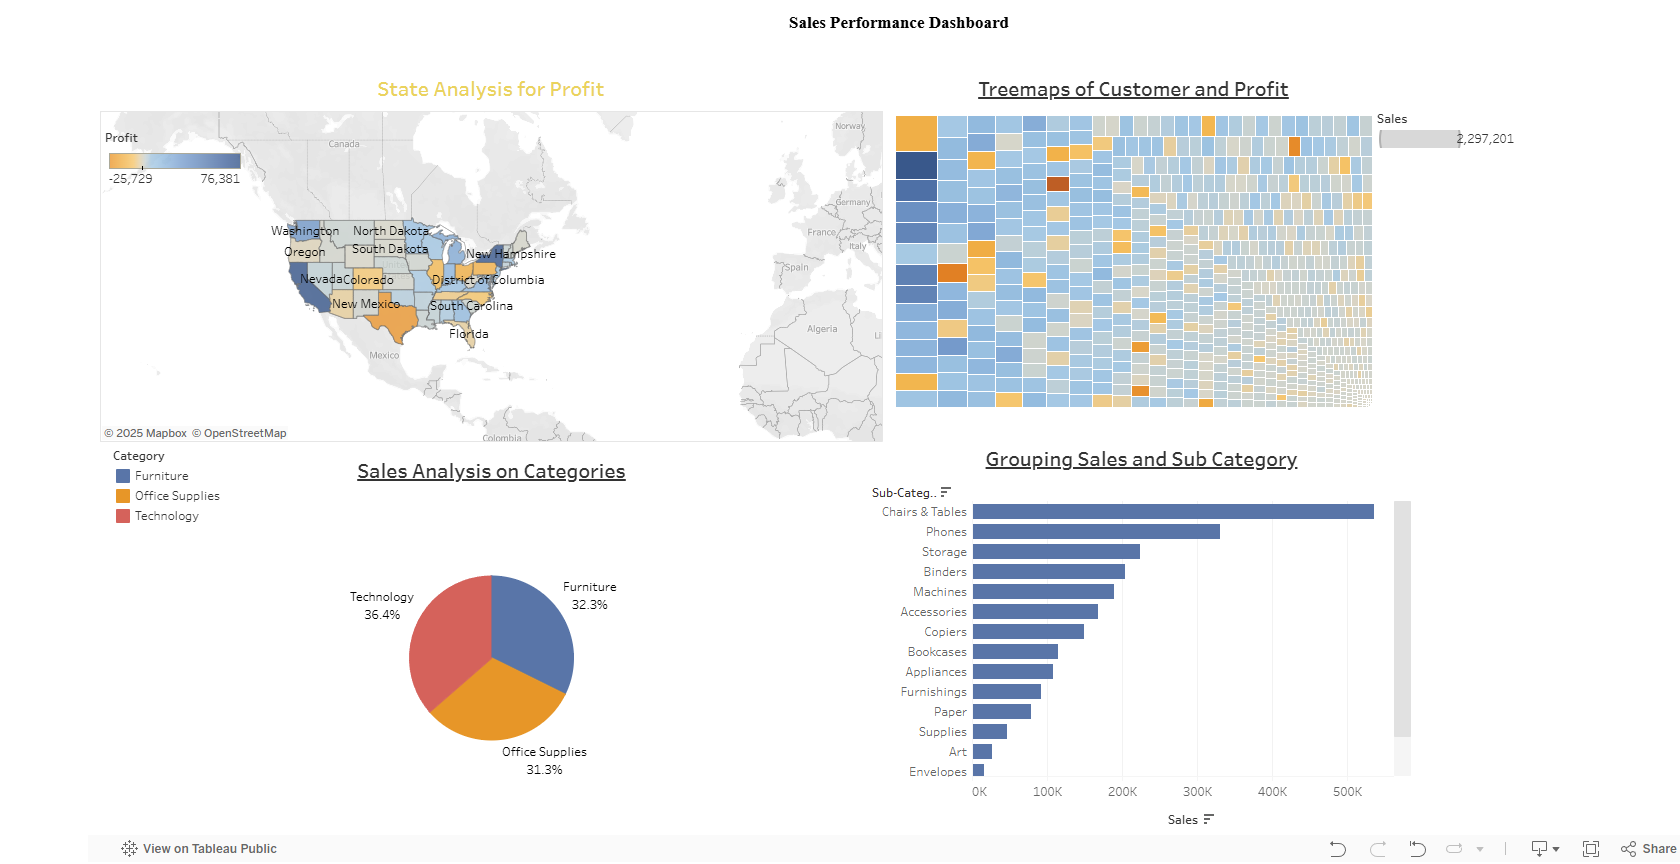 Sales Performance Dashboard
State Analysis for Profit
Profit
-25,729 76,381
Canada
Norway
Germany
France
Italy
Spain
Algeria
Li
Mexico
Colombia
Washington
North Dakota
Oregon
South Dakota
New Hampshire
Nevada
Colorado
District of Columbia
New Mexico
South Carolina
Florida
© 2025 Mapbox © OpenStreetMap
Treemaps of Customer and Profit
Sales
2,297,201
Category
Furniture
Office Supplies
Technology
Sales Analysis on Categories
Furniture
32.3%
Technology
36.4%
Office Supplies
31.3%
Grouping Sales and Sub Category
Sub-Categ..
Chairs & Tables
Phones
Storage
Binders
Machines
Accessories
Copiers
Bookcases
Appliances
Furnishings
Paper
Supplies
Art
Envelopes
0K 100K 200K 300K 400K 500K
Sales
View on Tableau Public
Share